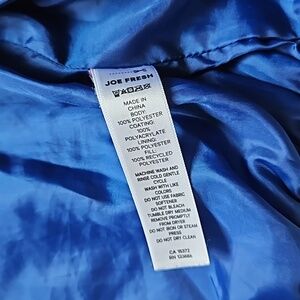 JOE FRESH
MADE IN
CHINA
BODY:
100% POLYESTER
COATING:
100%
POLYACRYLATE
LINING:
100% POLYESTER
FILL:
100% RECYCLED
POLYESTER
MACHINE WASH AND
RINSE COLD GENTLE
CYCLE
WASH WITH LIKE
COLORS
DO NOT USE FABRIC
SOFTENER
DO NOT BLEACH
TUMBLE DRY MEDIUM
REMOVE PROMPTLY
FROM DRYER
DO NOT IRON OR STEAM
PRESS
DO NOT DRY CLEAN
CA 15372